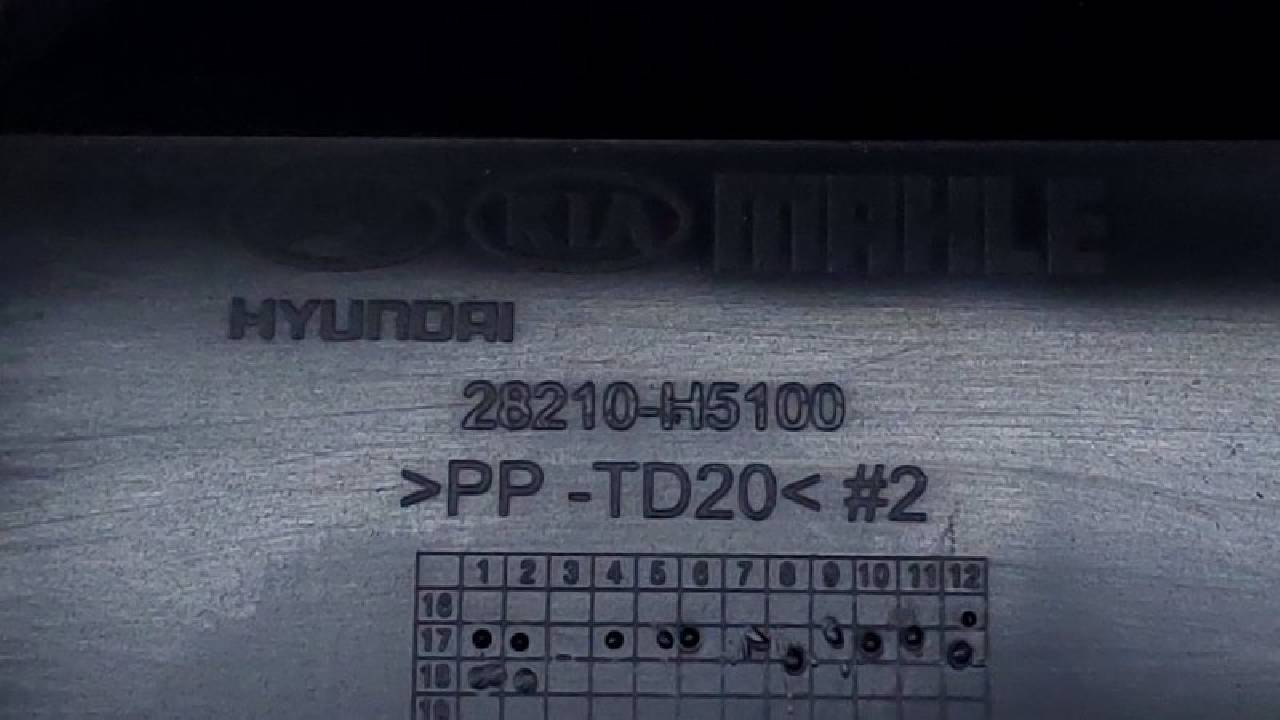 KIA MAHLE
HYUNDAI
28210-H5100
>PP -TD20< #2
1 2 3 4 5 6 7 8 9 10 11 12
16
17
18
19